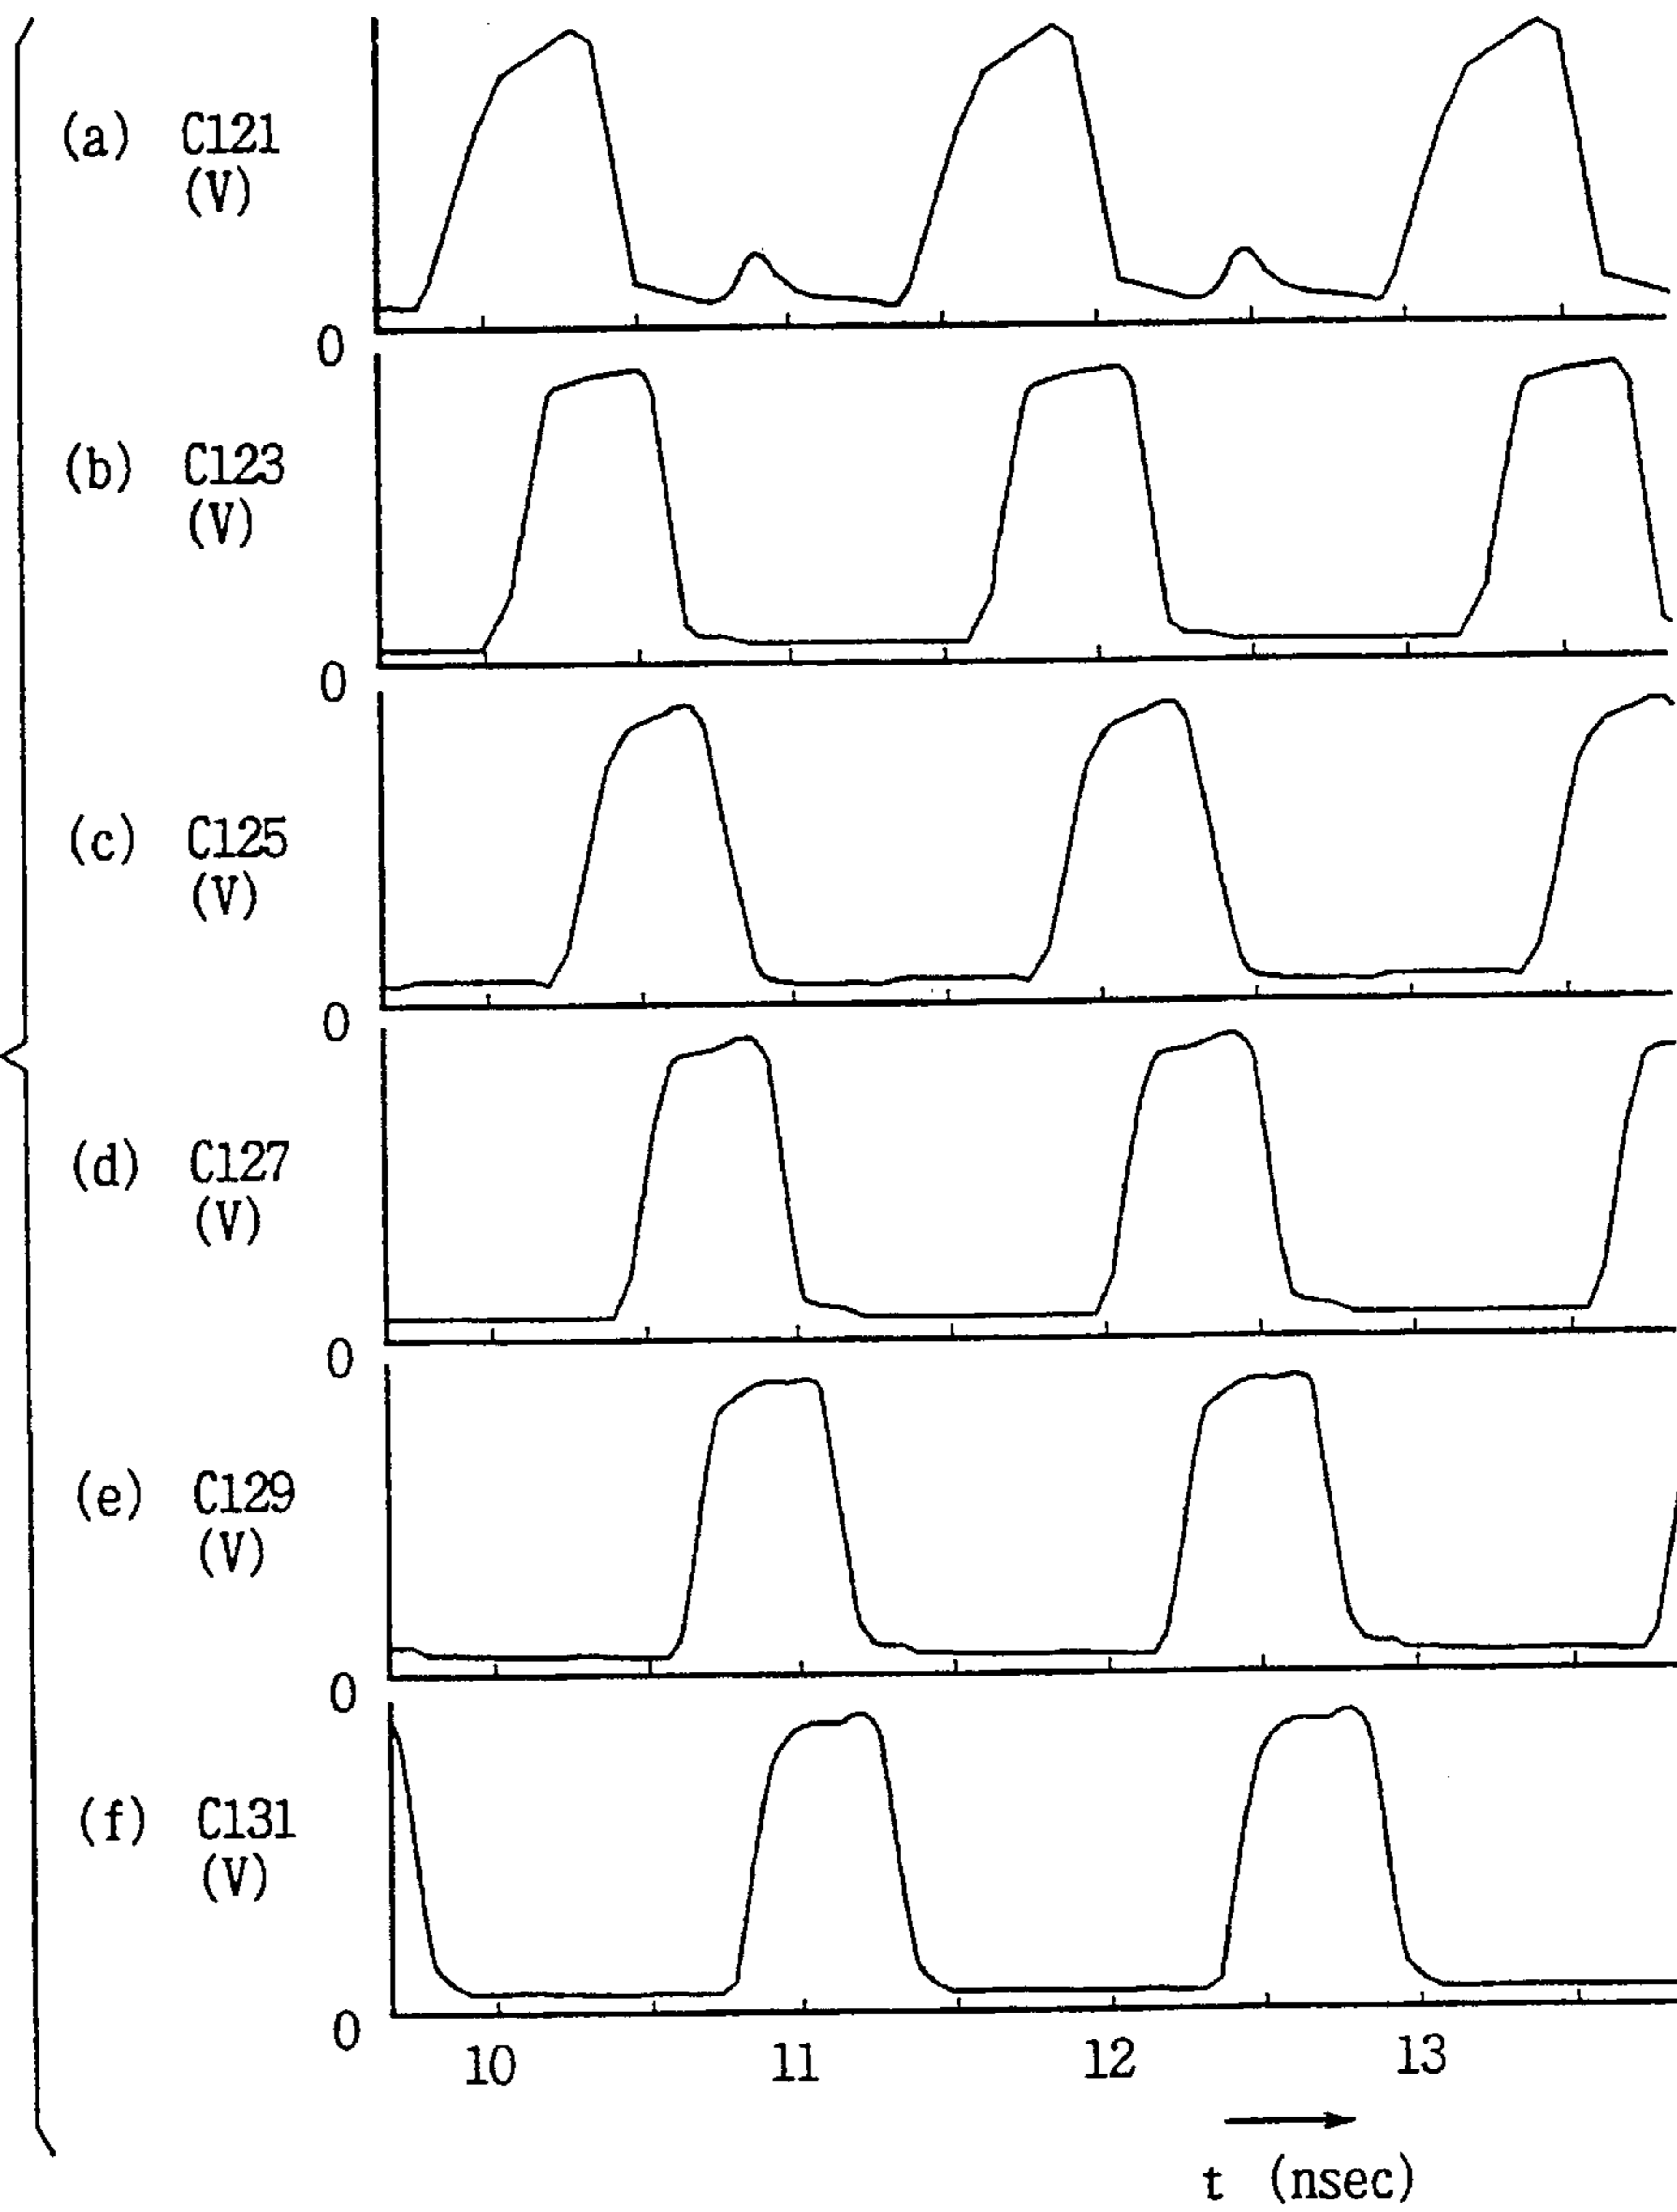 (a) C121
(V)
0
(b) C123
(V)
0
(c) C125
(V)
0
(d) C127
(V)
0
(e) C129
(V)
0
(f) C131
(V)
0
10 11 12 13
t (nsec)